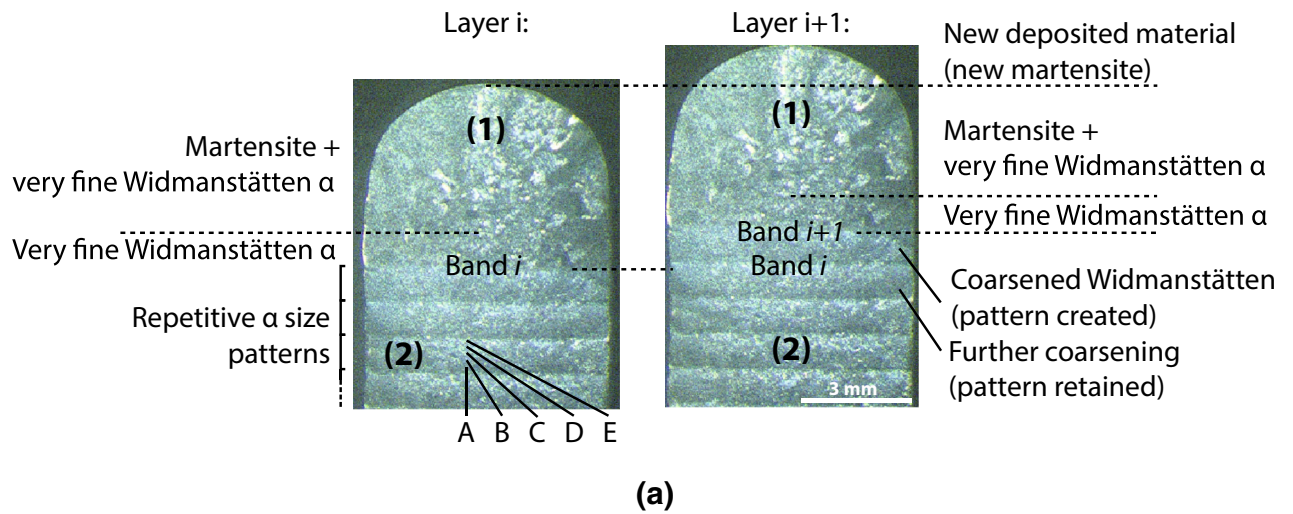 Layer i:
Layer i+1:
New deposited material
(new martensite)
(1)
(1)
Martensite +
very fine Widmanstätten α
Martensite +
very fine Widmanstätten α
Very fine Widmanstätten α
Very fine Widmanstätten α
Band i+1
Band i
Band i
Coarsened Widmanstätten
(pattern created)
Repetitive α size
patterns
(2)
(2)
Further coarsening
(pattern retained)
3 mm
A B C D E
(a)